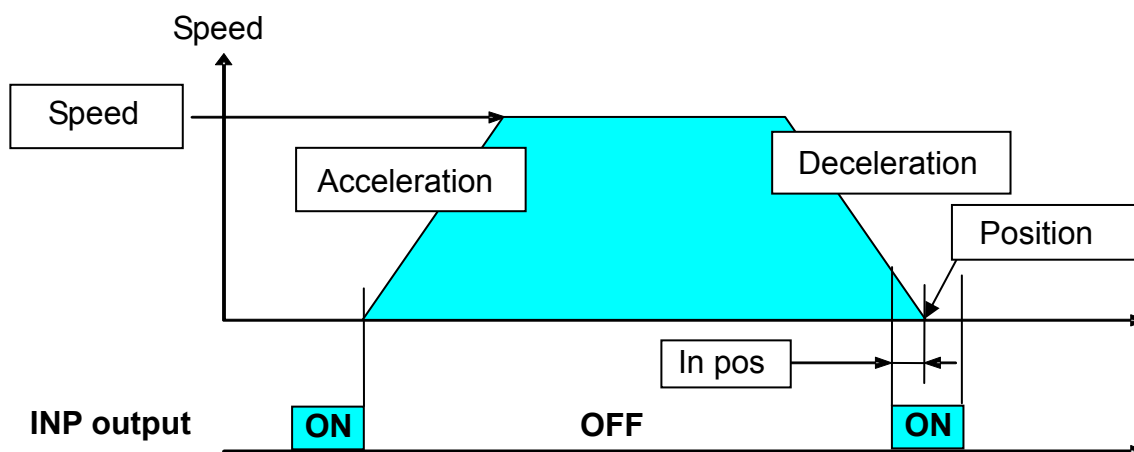 Speed
Speed
Acceleration
Deceleration
Position
In pos
INP output ON OFF ON